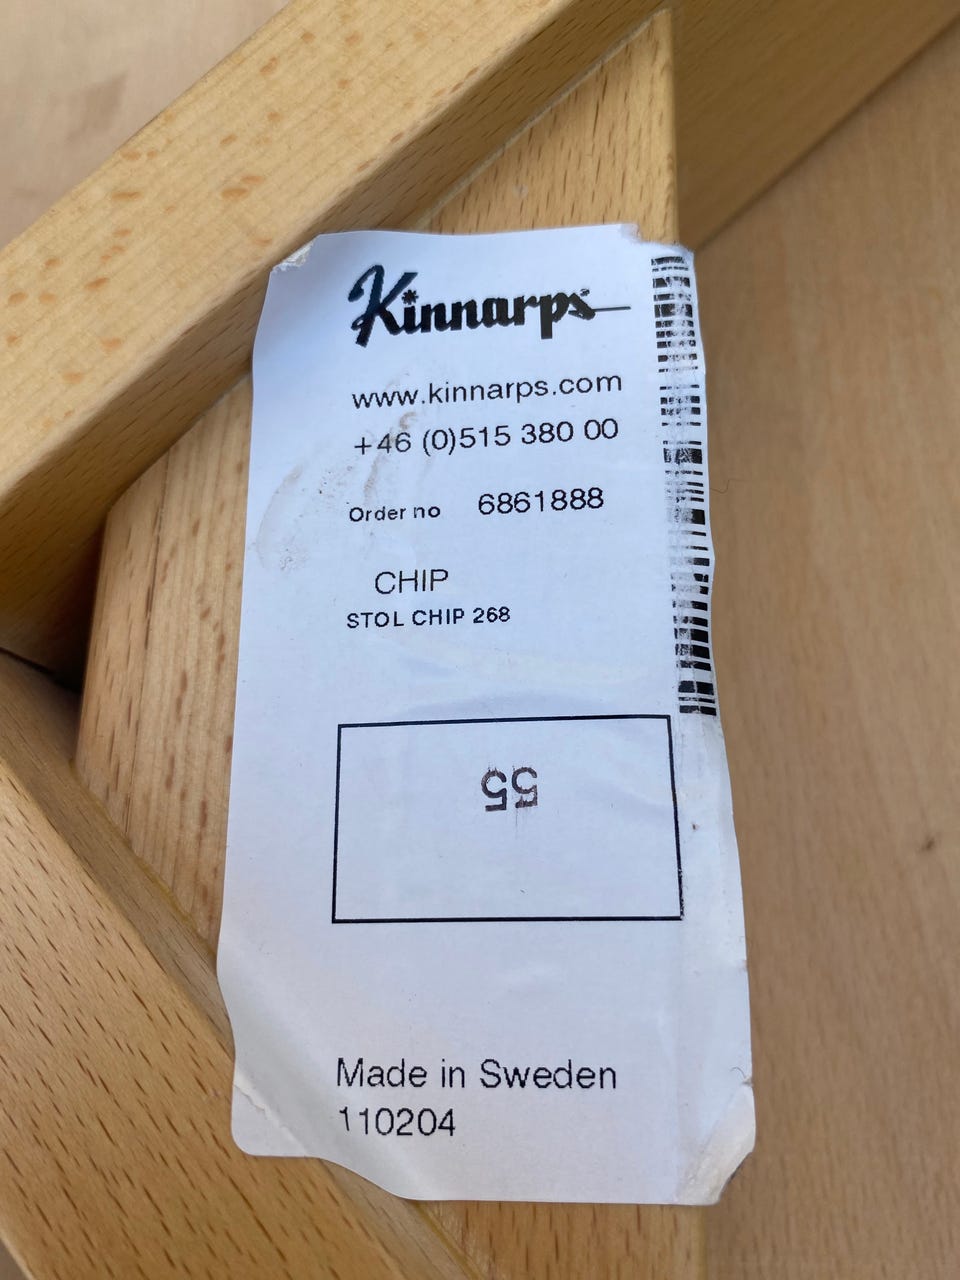 Kinnarps
www.kinnarps.com
+46 (0)515 380 00
Order no 6861888
CHIP
STOL CHIP 268
55
Made in Sweden
110204